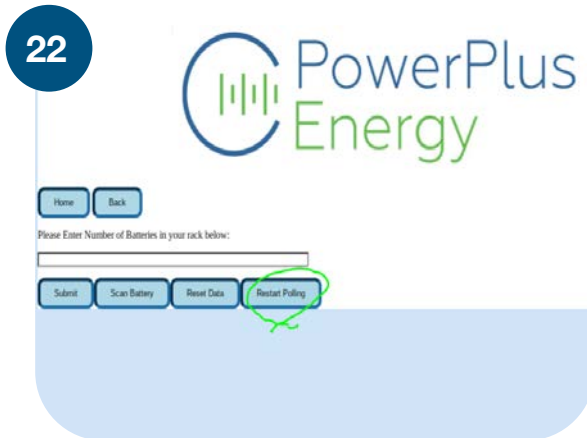 22
PowerPlus
Energy
Home Back
Please Enter Number of Batteries in your rack below:
Submit Scan Battery Reset Data Restart Polling